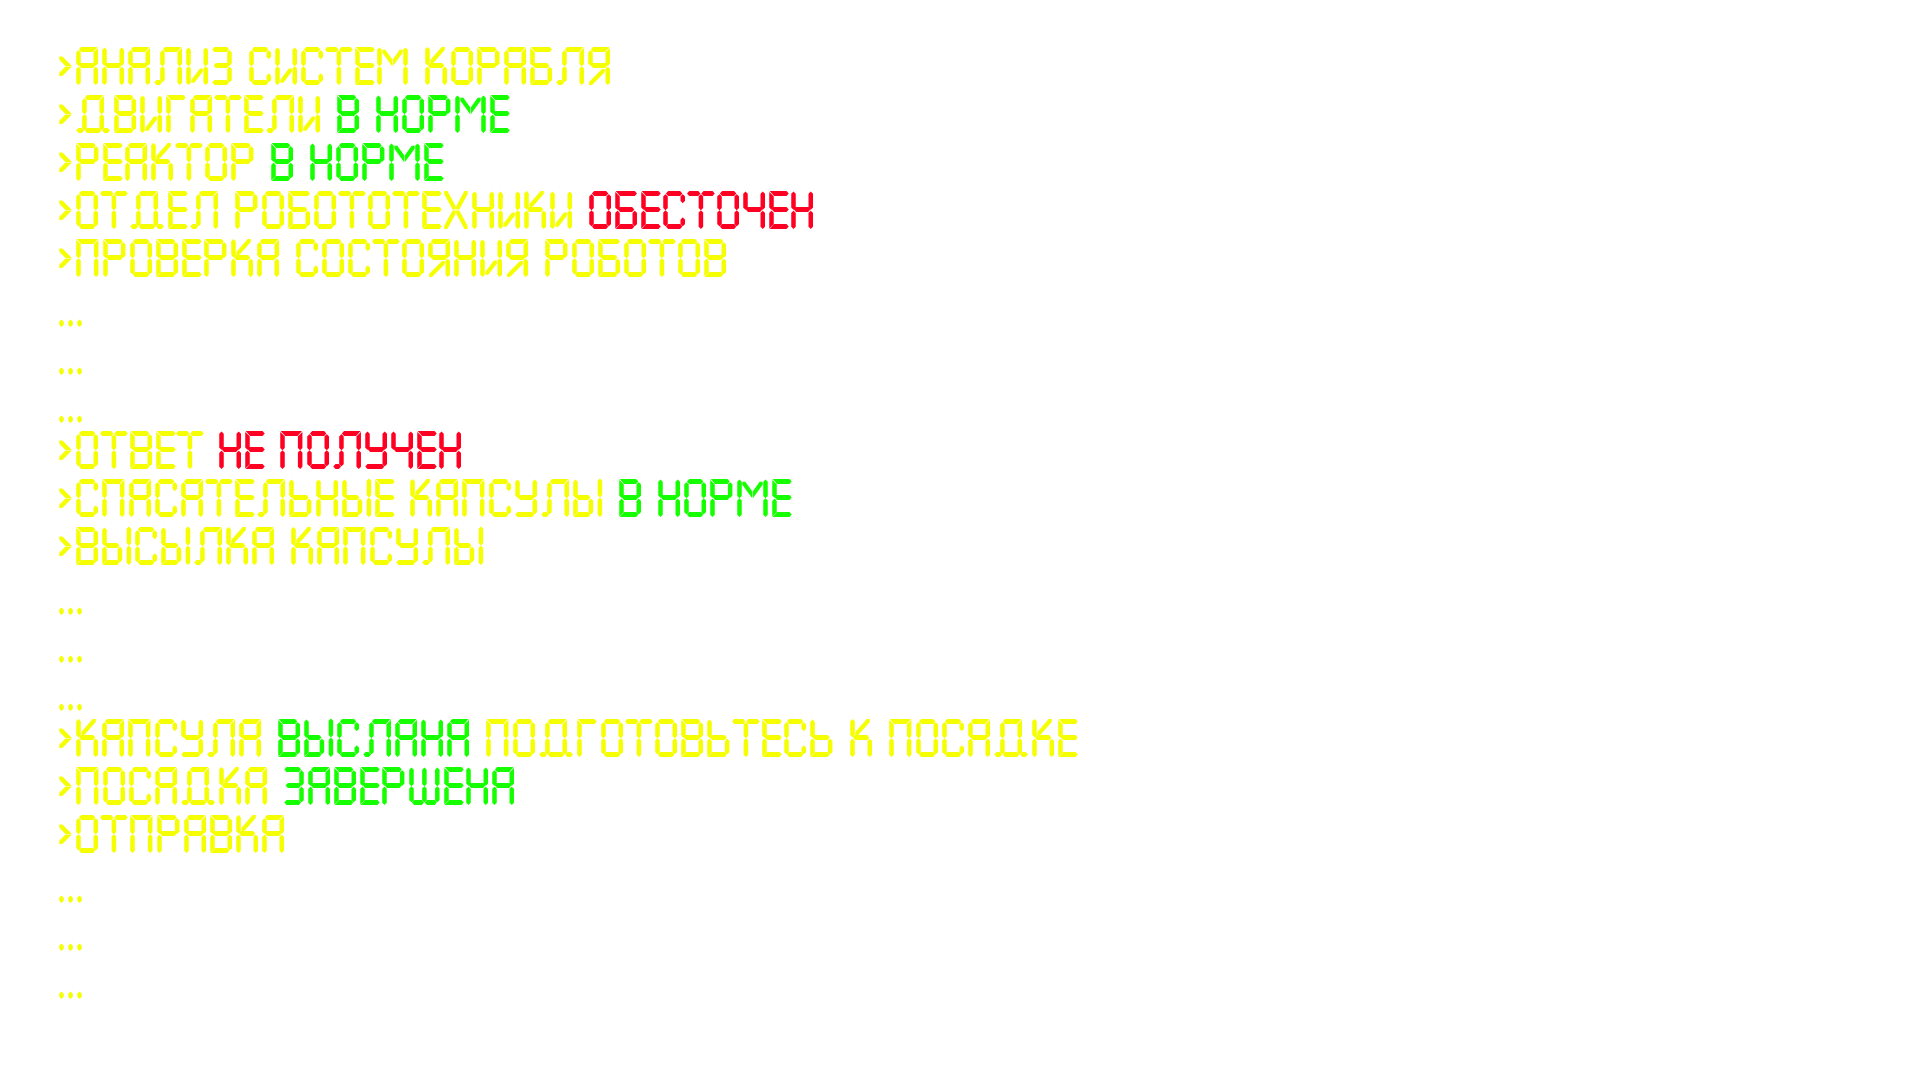 >АНАЛИЗ СИСТЕМ КОРАБЛЯ
>ДВИГАТЕЛИ В НОРМЕ
>РЕАКТОР В НОРМЕ
>ОТДЕЛ РОБОТОТЕХНИКИ ОБЕСТОЧЕН
>ПРОВЕРКА СОСТОЯНИЯ РОБОТОВ
...
...
...
>ОТВЕТ НЕ ПОЛУЧЕН
>СПАСАТЕЛЬНЫЕ КАПСУЛЫ В НОРМЕ
>ВЫСЫЛКА КАПСУЛЫ
...
...
...
>КАПСУЛА ВЫСЛАНА ПОДГОТОВЬТЕСЬ К ПОСАДКЕ
>ПОСАДКА ЗАВЕРШЕНА
>ОТПРАВКА
...
...
...